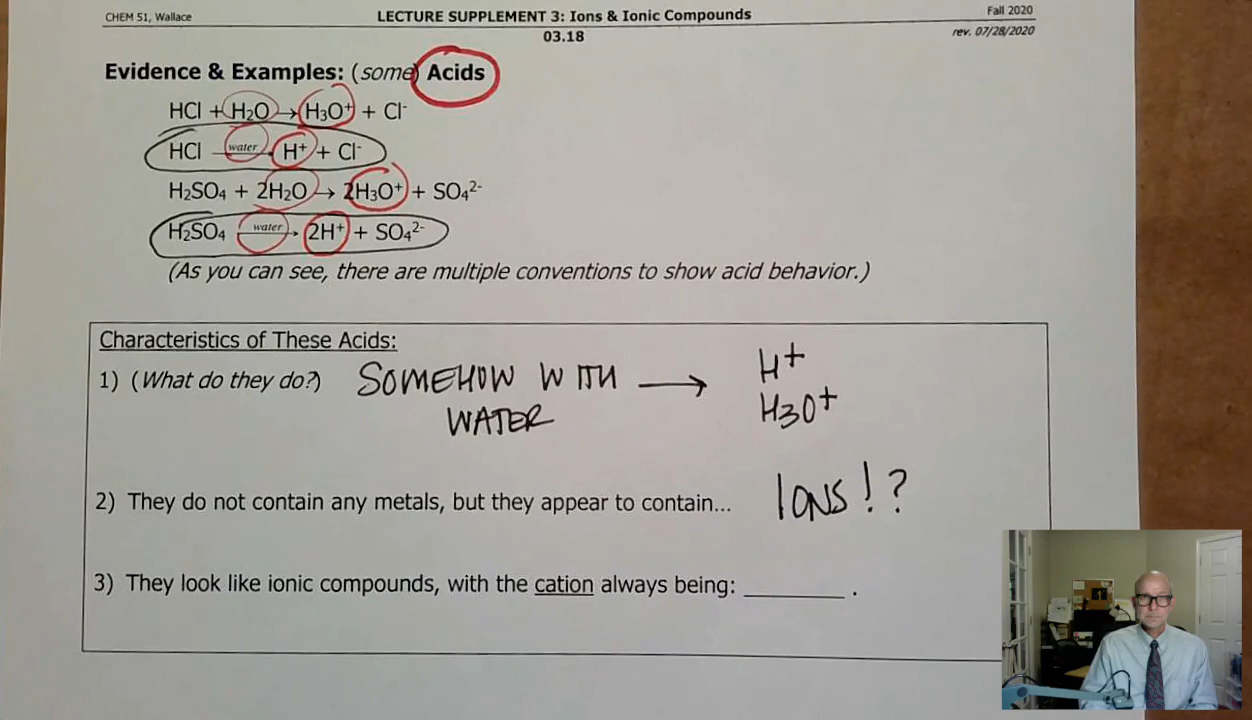 CHEM 51, Wallace LECTURE SUPPLEMENT 3: Ions & Ionic Compounds Fall 2020
03.18 rev. 07/28/2020
Evidence & Examples: (some) Acids
HCl + H₂O → H₃O⁺ + Cl⁻
HCl water→ H⁺ + Cl⁻
H₂SO₄ + 2H₂O → 2H₃O⁺ + SO₄²⁻
H₂SO₄ water→ 2H⁺ + SO₄²⁻
(As you can see, there are multiple conventions to show acid behavior.)
Characteristics of These Acids:
1) (What do they do?) SOMEHOW WITH → H⁺
WATER H3O⁺
2) They do not contain any metals, but they appear to contain... IONS!?
3) They look like ionic compounds, with the cation always being: ________ .